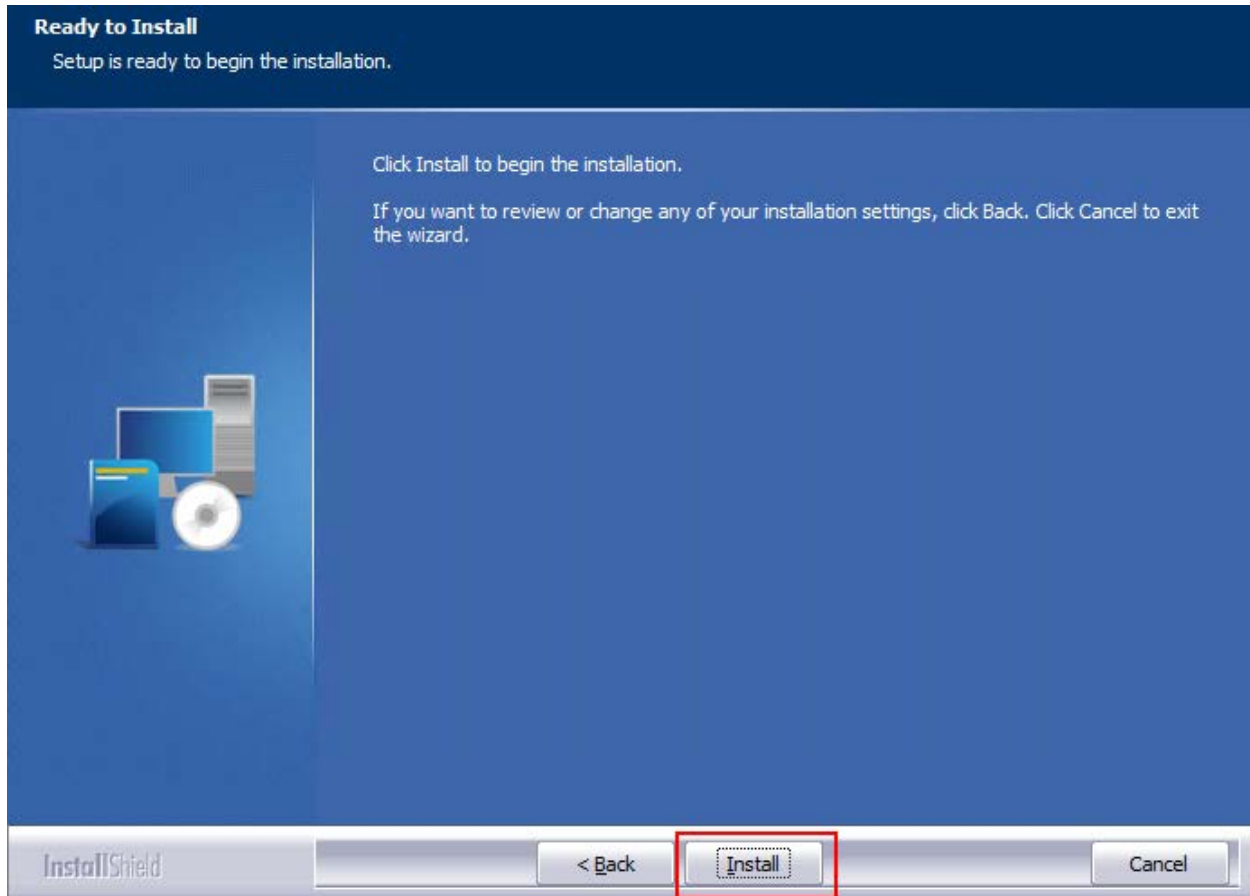 Ready to Install
Setup is ready to begin the installation.
Click Install to begin the installation.
If you want to review or change any of your installation settings, click Back. Click Cancel to exit
the wizard.
InstallShield
< Back
Install
Cancel